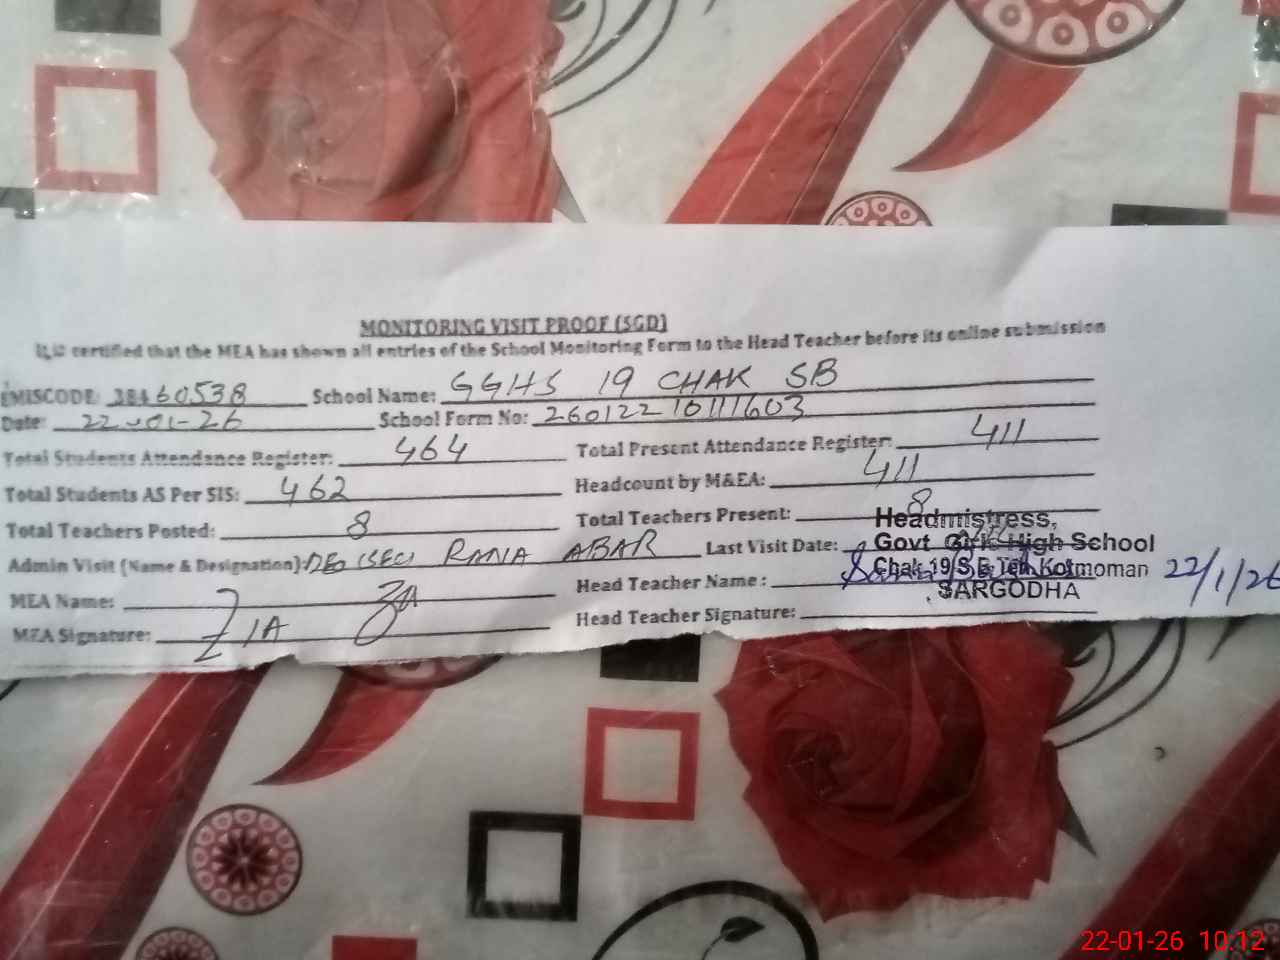 MONITORING VISIT PROOF (SGD)
It is certified that the MEA has shown all entries of the School Monitoring Form to the Head Teacher before its online submission
EMISCODE: 38460538 School Name: GGHS 19 CHAK SB
Date: 22-01-26 School Form No: 26012210111603
Total Students Attendance Register: 464 Total Present Attendance Register: 411
Total Students AS Per SIS: 462 Headcount by M&EA: 411
Total Teachers Posted: 8 Total Teachers Present: 8
Admin Visit (Name & Designation): DEO (SEC) RANA ABAR Last Visit Date:
MEA Name: Head Teacher Name:
MEA Signature: ZIA Head Teacher Signature:
Headmistress,
Govt Girls High School
Chak 19/S.B Teh Kotmoman
SARGODHA
22/1/26
22-01-26 10:12